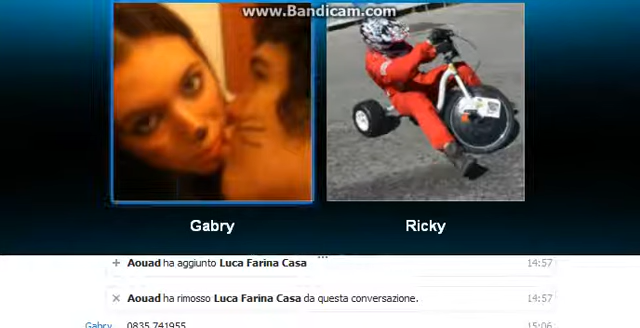 www.Bandicam.com
Gabry
Ricky
Aouad ha aggiunto Luca Farina Casa 14:57
Aouad ha rimosso Luca Farina Casa da questa conversazione. 14:57
Gabry 0835 741955 15:06